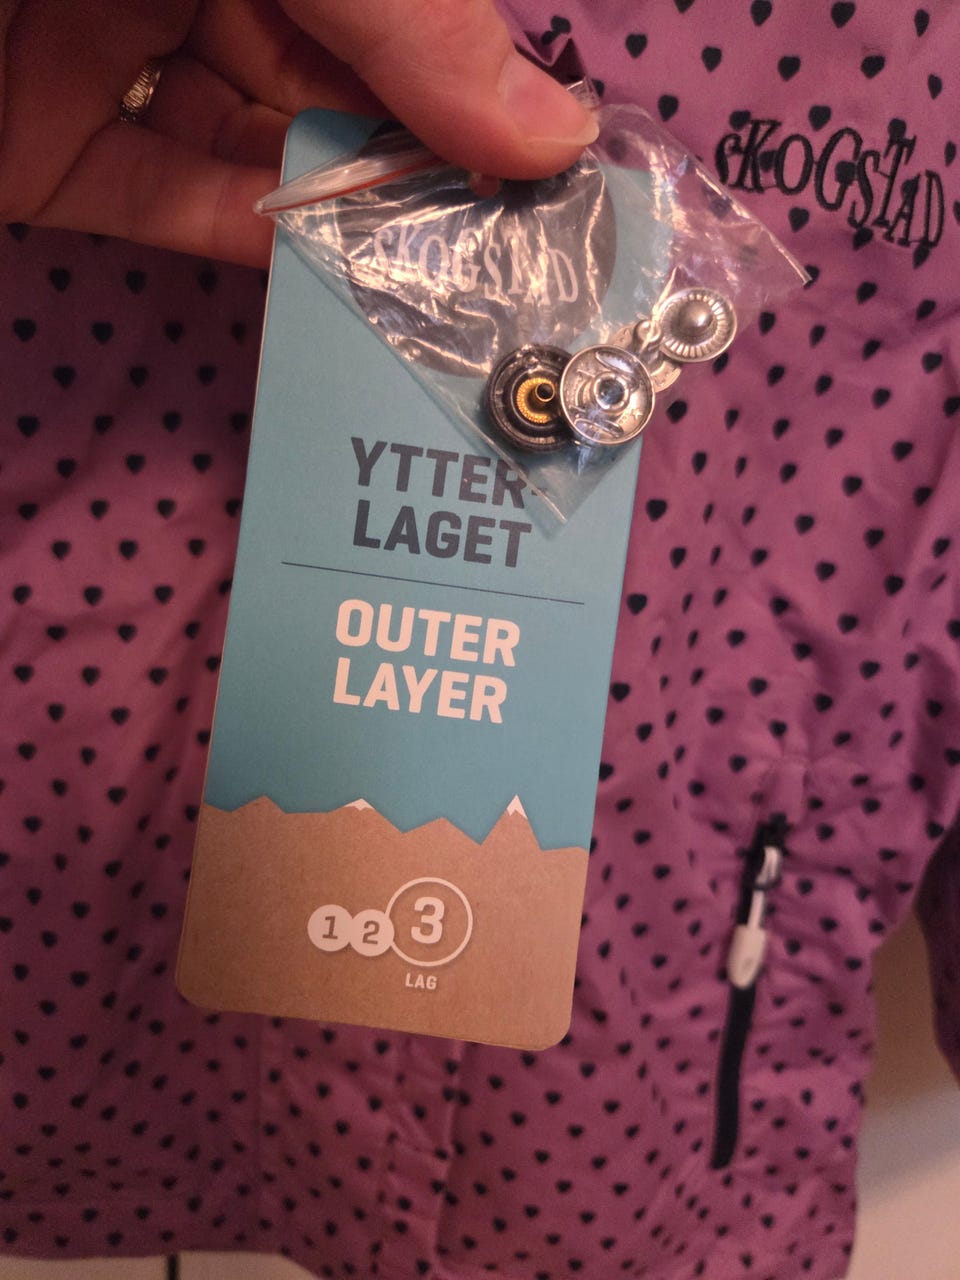 SKOGSTAD
SKOGSTAD
YTTER-
LAGET
OUTER
LAYER
1 2 3
LAG